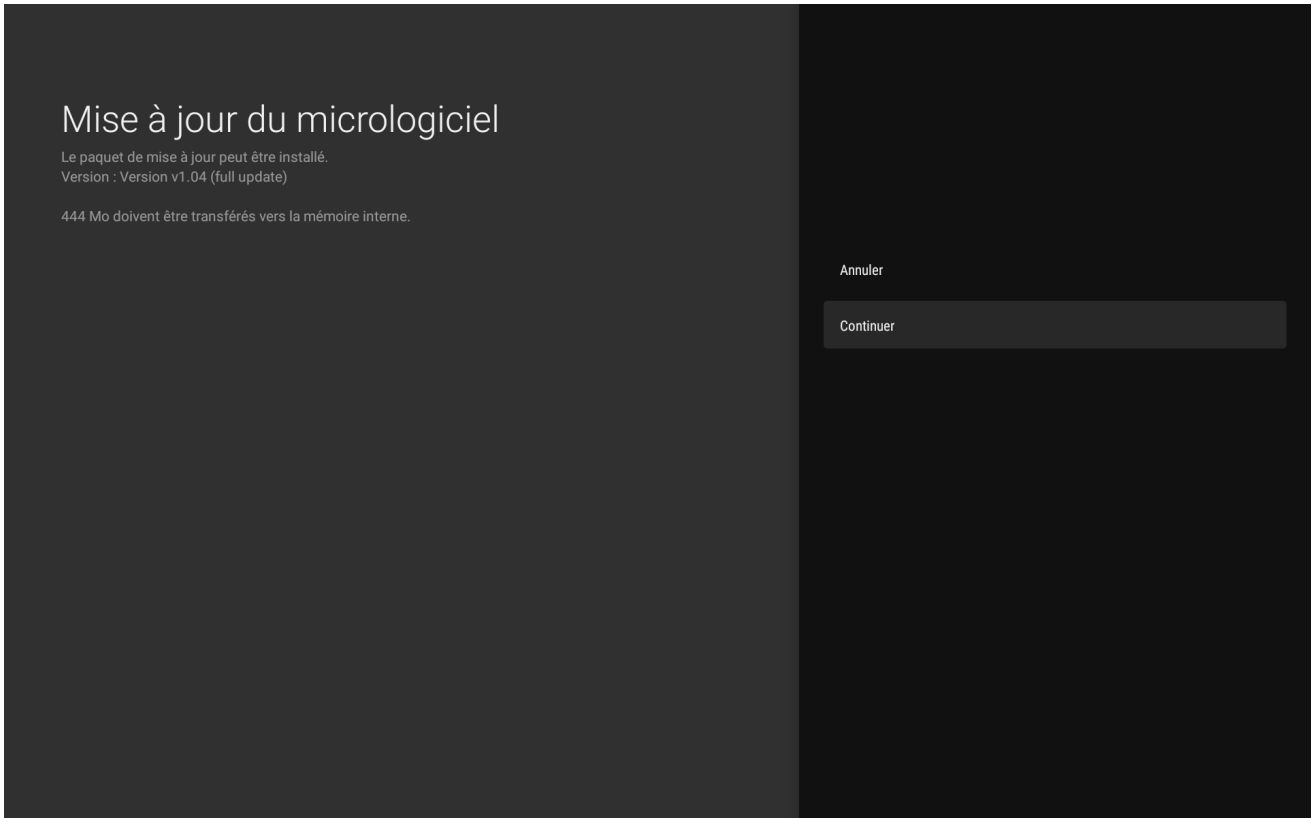 Mise à jour du micrologiciel
Le paquet de mise à jour peut être installé.
Version : Version v1.04 (full update)
444 Mo doivent être transférés vers la mémoire interne.
Annuler
Continuer